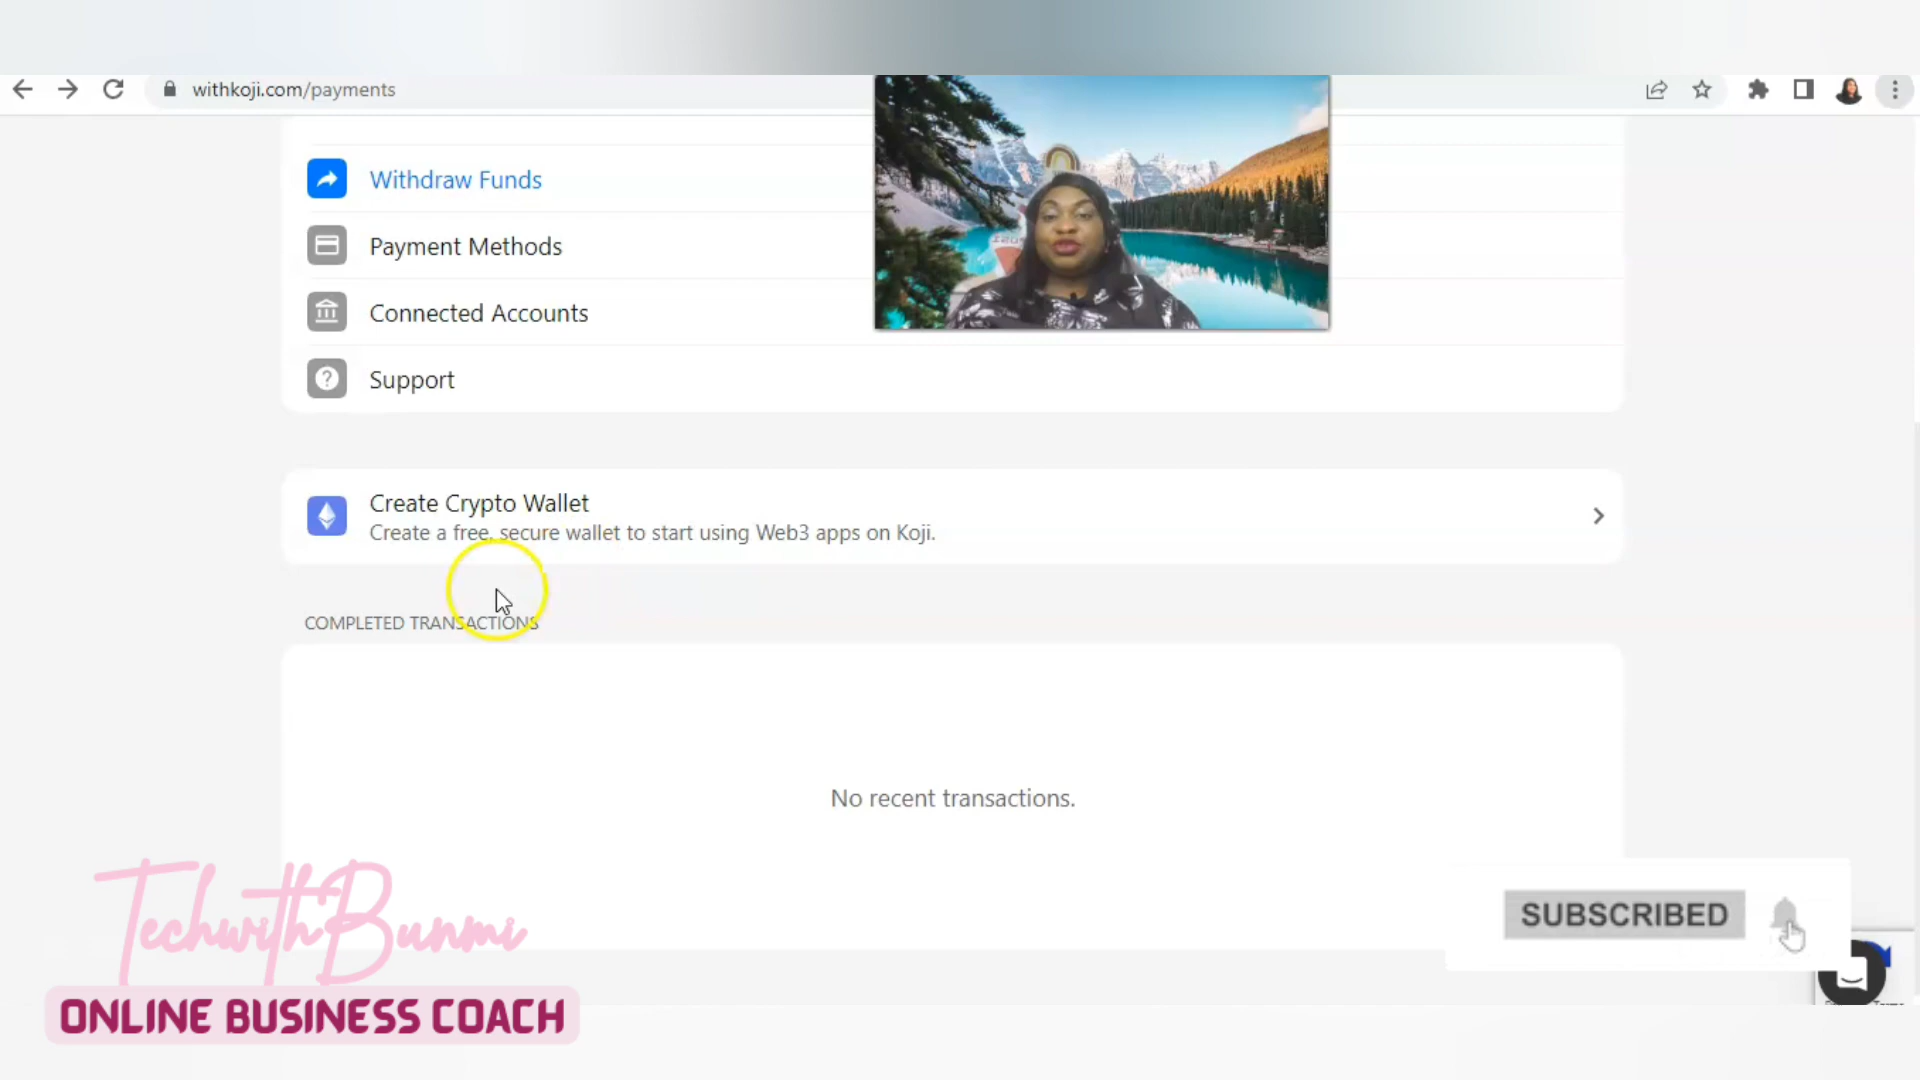 withkoji.com/payments
Withdraw Funds
Payment Methods
Connected Accounts
Support
Create Crypto Wallet
Create a free, secure wallet to start using Web3 apps on Koji.
COMPLETED TRANSACTIONS
No recent transactions.
TechwithBunmi
SUBSCRIBED
ONLINE BUSINESS COACH